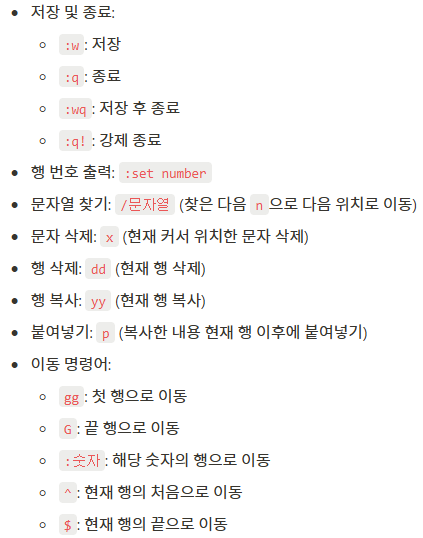 저장 및 종료:
:w: 저장
:q: 종료
:wq: 저장 후 종료
:q!: 강제 종료
행 번호 출력: :set number
문자열 찾기: /문자열 (찾은 다음 n으로 다음 위치로 이동)
문자 삭제: x (현재 커서 위치한 문자 삭제)
행 삭제: dd (현재 행 삭제)
행 복사: yy (현재 행 복사)
붙여넣기: p (복사한 내용 현재 행 이후에 붙여넣기)
이동 명령어:
gg: 첫 행으로 이동
G: 끝 행으로 이동
:숫자: 해당 숫자의 행으로 이동
^: 현재 행의 처음으로 이동
$: 현재 행의 끝으로 이동